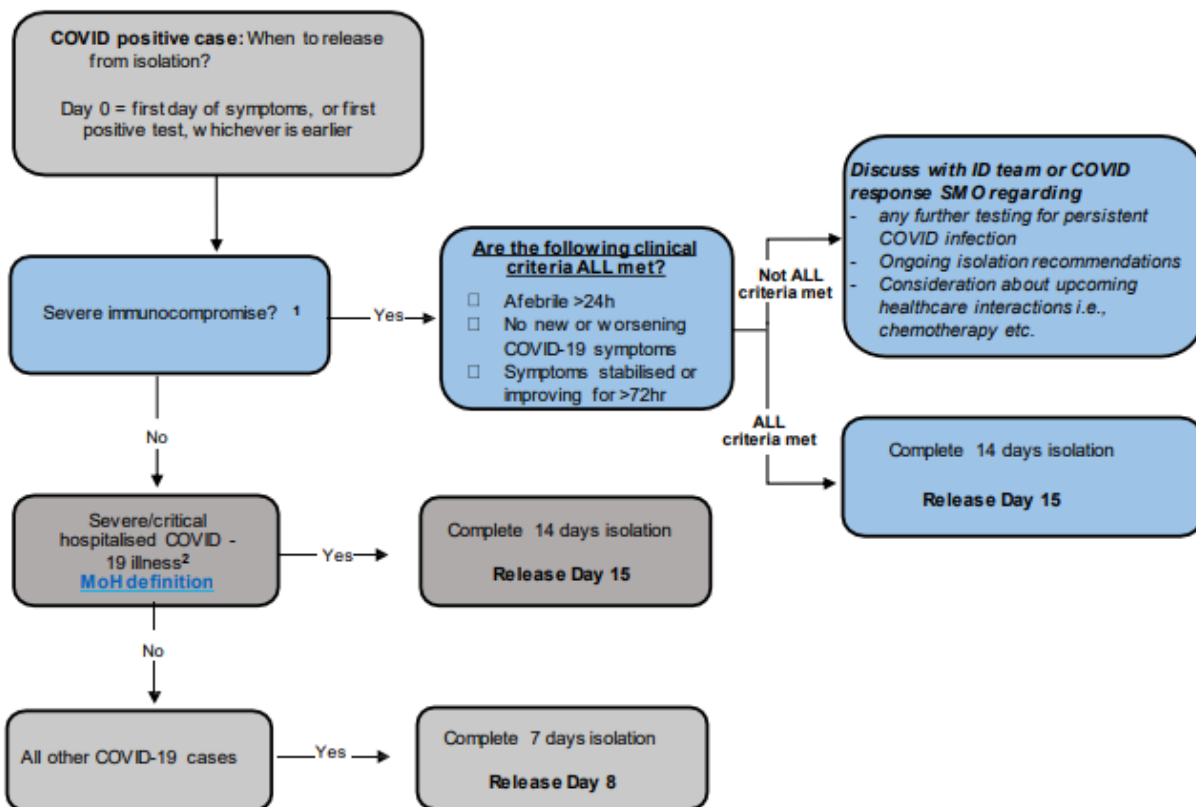 COVID positive case: When to release
from isolation?
Day 0 = first day of symptoms, or first
positive test, whichever is earlier
Severe immunocompromise? 1
Yes
Are the following clinical
criteria ALL met?
☐ Afebrile >24h
☐ No new or worsening
COVID-19 symptoms
☐ Symptoms stabilised or
improving for >72hr
Not ALL
criteria met
Discuss with ID team or COVID
response SMO regarding
- any further testing for persistent
COVID infection
- Ongoing isolation recommendations
- Consideration about upcoming
healthcare interactions i.e.,
chemotherapy etc.
ALL
criteria met
Complete 14 days isolation
Release Day 15
No
Severe/critical
hospitalised COVID -
19 illness2
MoH definition
Yes
Complete 14 days isolation
Release Day 15
No
All other COVID-19 cases
Yes
Complete 7 days isolation
Release Day 8